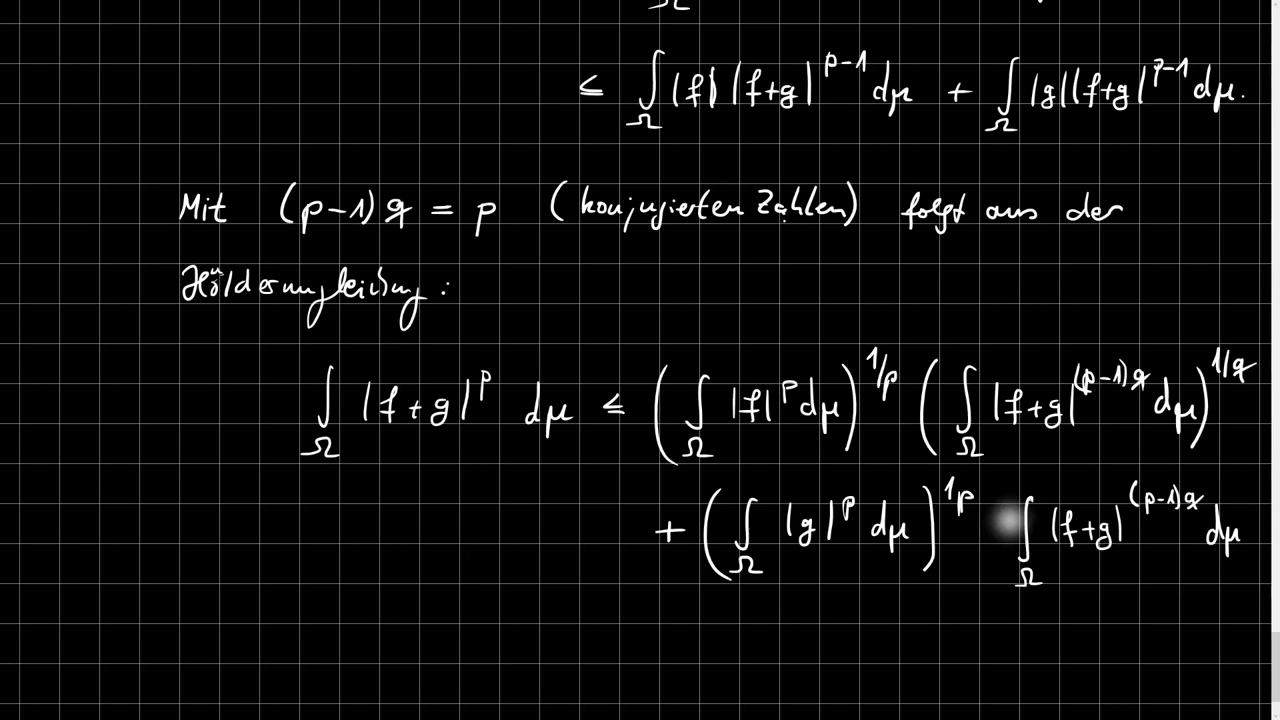 Ω
≤ ∫_Ω |f| |f+g|^{p-1} dμ + ∫_Ω |g||f+g|^{p-1} dμ.
Mit (p-1)q = p (konjugierten Zahlen) folgt aus der
Hölderungleichung:
∫_Ω |f+g|^p dμ ≤ (∫_Ω |f|^p dμ)^{1/p} (∫_Ω |f+g|^{(p-1)q} dμ)^{1/q}
+ (∫_Ω |g|^p dμ)^{1/p} ∫_Ω |f+g|^{(p-1)q} dμ